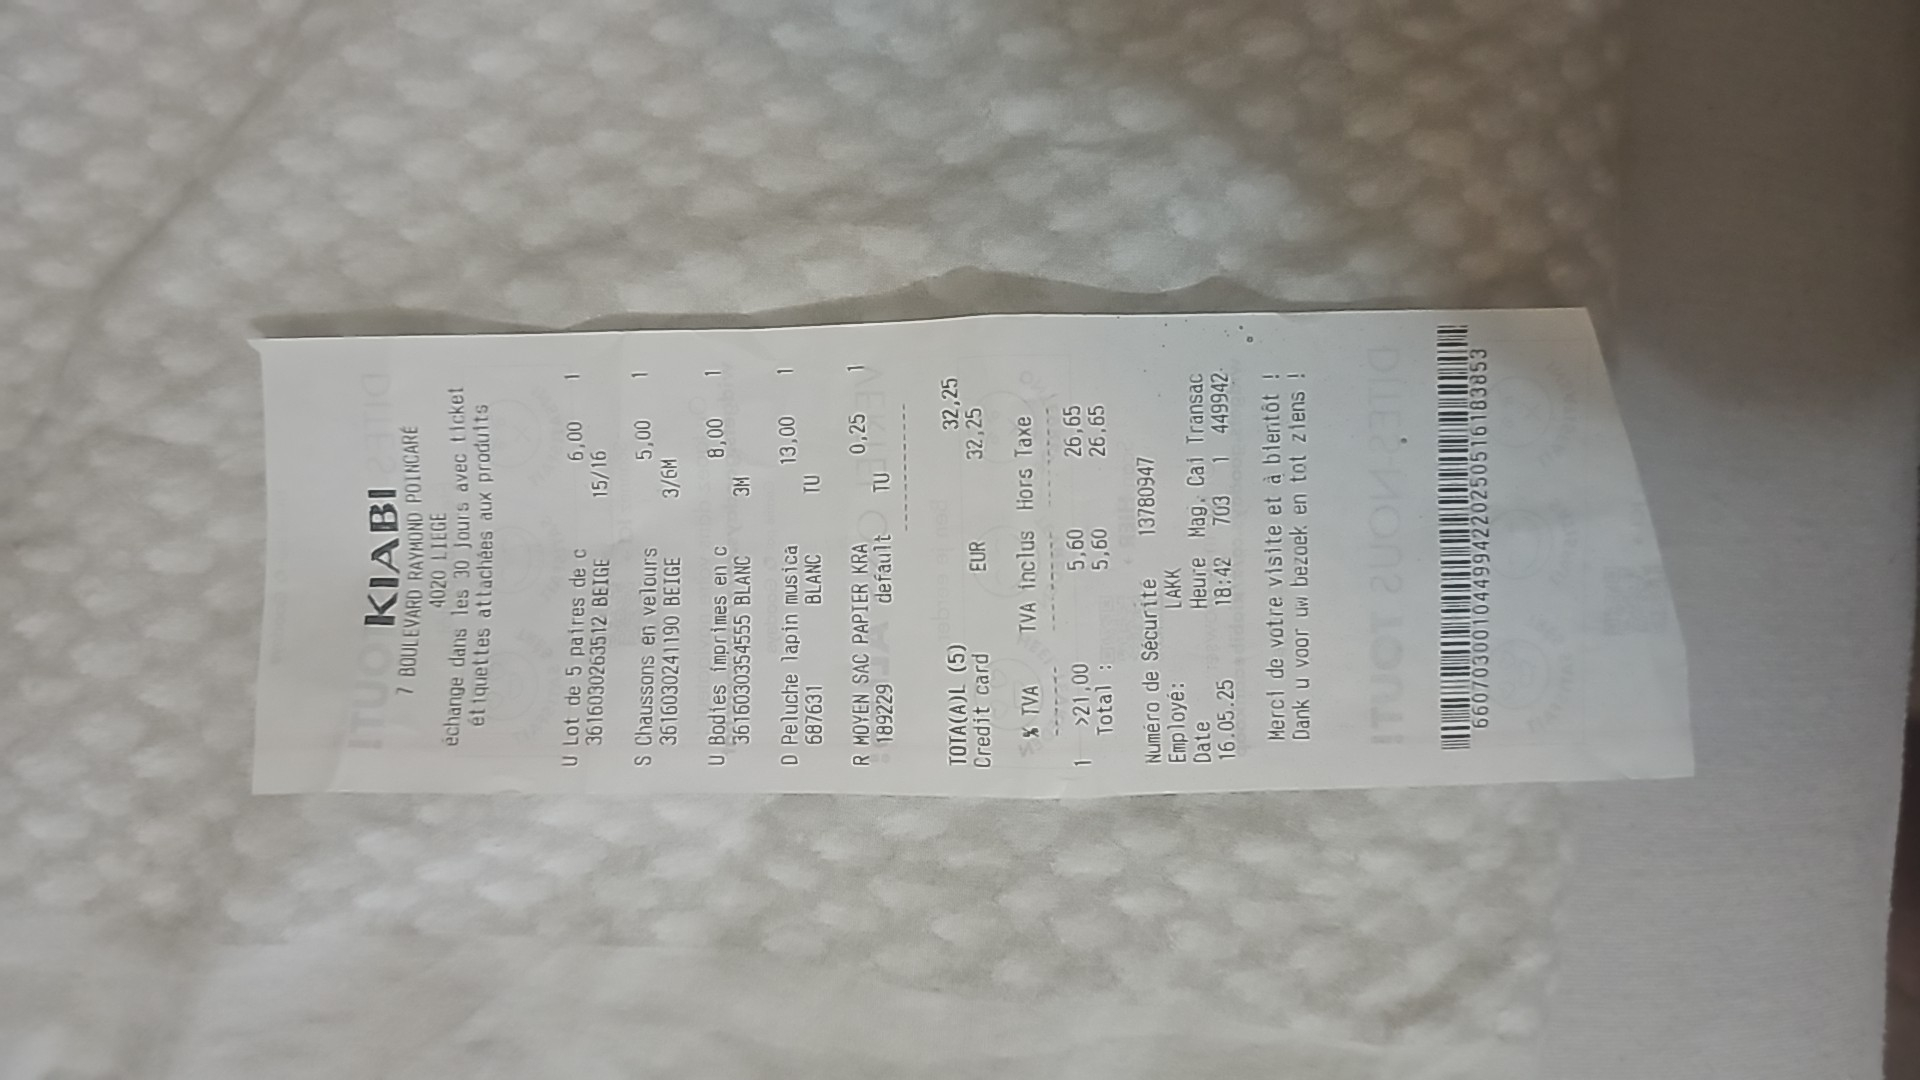 KIABI
7 BOULEVARD RAYMOND POINCARÉ
4020 LIEGE
échange dans les 30 jours avec ticket
étiquettes attachées aux produits
U Lot de 5 paires de c 6,00 1
3616030263512 BEIGE 15/16
S Chaussons en velours 5,00 1
3616030241190 BEIGE 3/6M
U Bodies imprimes en c 8,00 1
3616030354555 BLANC 3M
D Peluche lapin musica 13,00 1
687631 BLANC TU
R MOYEN SAC PAPIER KRA 0,25 1
189229 default TU
TOTA(A)L (5) 32,25
Credit card EUR 32,25
% TVA TVA inclus Hors Taxe
1 >21,00 5,60 26,65
Total : 5,60 26,65
Numéro de Sécurité 13780947
Employé: LAKK
Date Heure Mag. Cai Transac
16.05.25 18:42 703 1 449942
Merci de votre visite et à bientôt !
Dank u voor uw bezoek en tot ziens !
660703001044994220250516183853